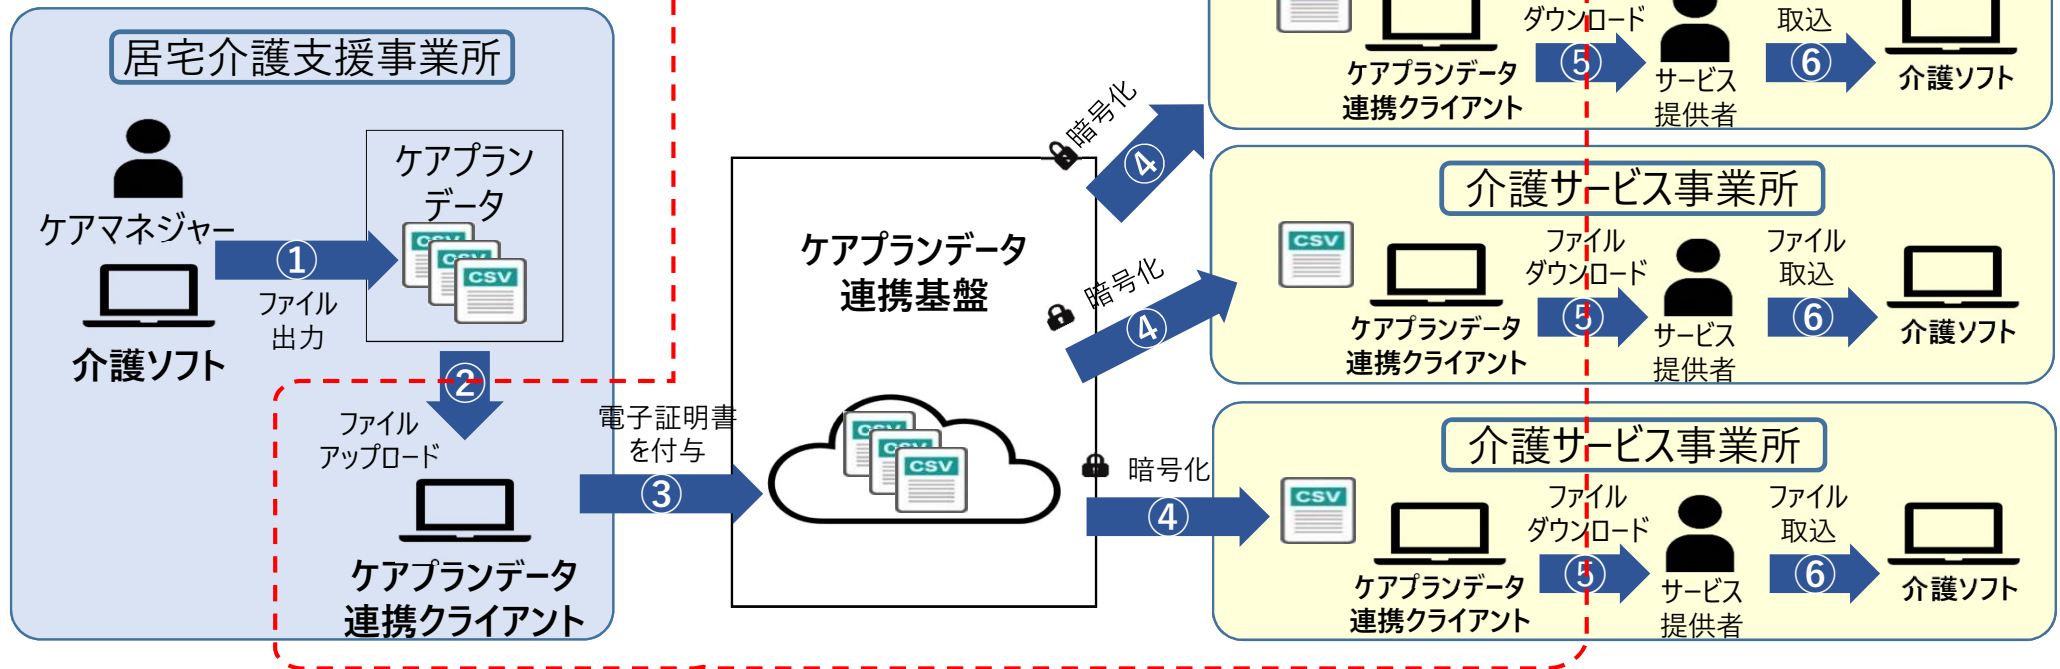 居宅介護支援事業所
ケアマネジャー
介護ソフト
①
ファイル
出力
ケアプラン
データ
CSV
CSV
CSV
②
ファイル
アップロード
ケアプランデータ
連携クライアント
電子証明書
を付与
③
ケアプランデータ
連携基盤
CSV
CSV
CSV
暗号化
④
暗号化
④
暗号化
④
ダウンロード
⑤
ケアプランデータ
連携クライアント
サービス
提供者
取込
⑥
介護ソフト
介護サービス事業所
CSV
ケアプランデータ
連携クライアント
ファイル
ダウンロード
⑤
サービス
提供者
ファイル
取込
⑥
介護ソフト
介護サービス事業所
CSV
ケアプランデータ
連携クライアント
ファイル
ダウンロード
⑤
サービス
提供者
ファイル
取込
⑥
介護ソフト